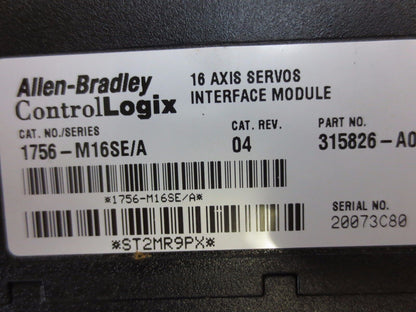 Allen-Bradley
ControlLogix
16 AXIS SERVOS
INTERFACE MODULE
CAT. NO./SERIES
1756-M16SE/A
CAT. REV.
04
PART NO.
315826-A0
*1756-M16SE/A*
*ST2MR9PX*
SERIAL NO.
20073C80